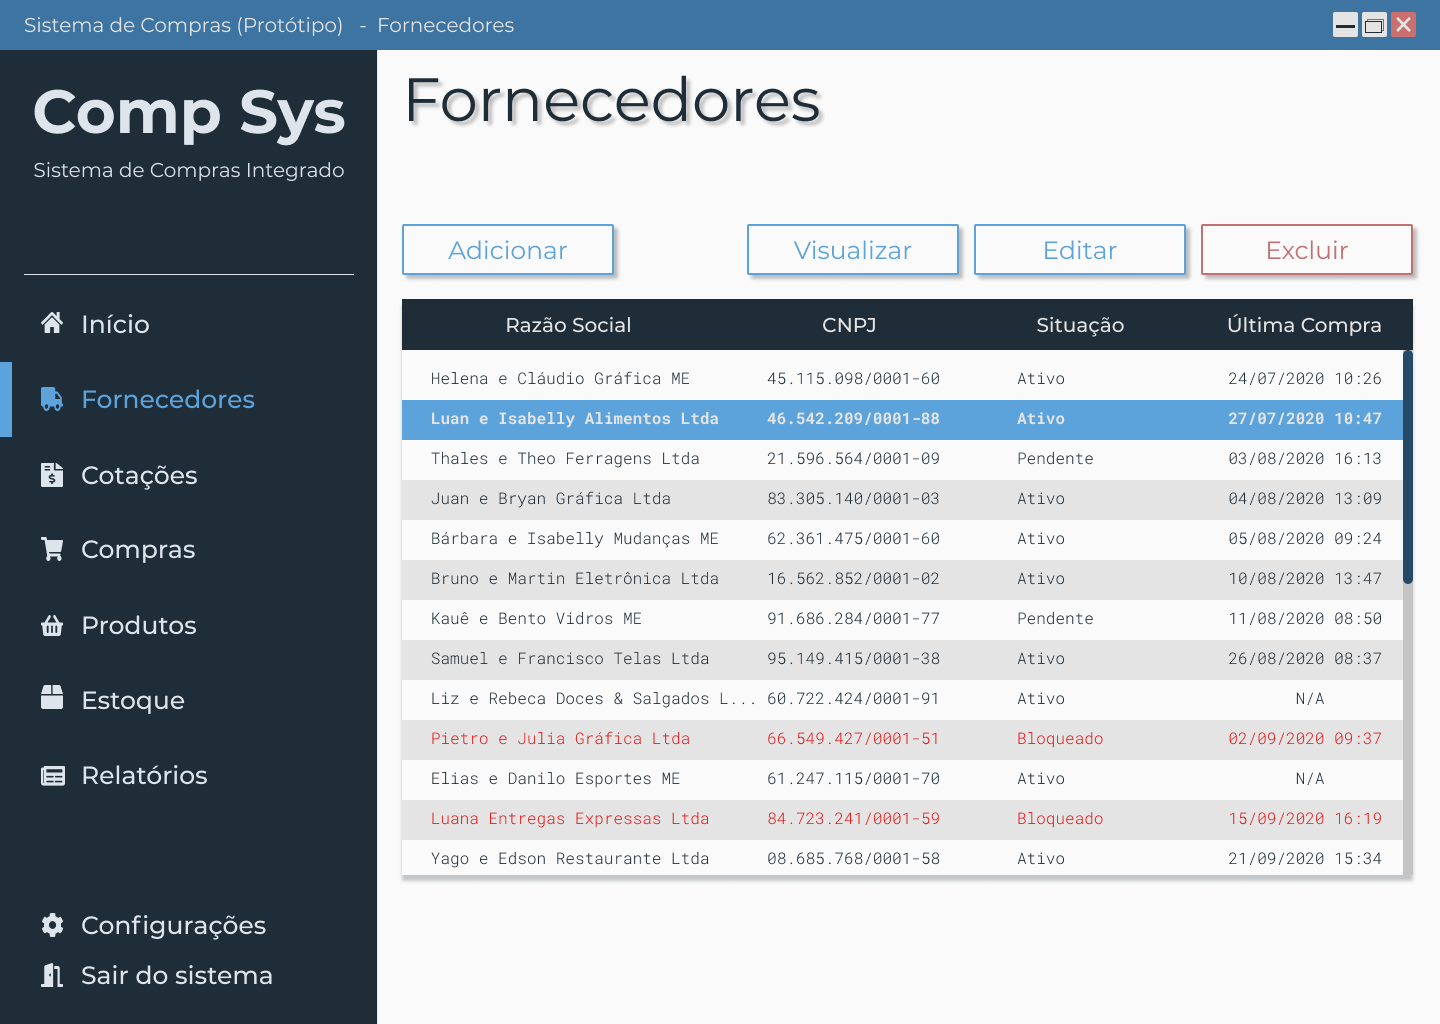 Sistema de Compras (Protótipo) - Fornecedores
Comp Sys
Sistema de Compras Integrado
Início
Fornecedores
Cotações
Compras
Produtos
Estoque
Relatórios
Configurações
Sair do sistema
Fornecedores
Adicionar Visualizar Editar Excluir
Razão Social CNPJ Situação Última Compra
Helena e Cláudio Gráfica ME 45.115.098/0001-60 Ativo 24/07/2020 10:26
Luan e Isabelly Alimentos Ltda 46.542.209/0001-88 Ativo 27/07/2020 10:47
Thales e Theo Ferragens Ltda 21.596.564/0001-09 Pendente 03/08/2020 16:13
Juan e Bryan Gráfica Ltda 83.305.140/0001-03 Ativo 04/08/2020 13:09
Bárbara e Isabelly Mudanças ME 62.361.475/0001-60 Ativo 05/08/2020 09:24
Bruno e Martin Eletrônica Ltda 16.562.852/0001-02 Ativo 10/08/2020 13:47
Kauê e Bento Vidros ME 91.686.284/0001-77 Pendente 11/08/2020 08:50
Samuel e Francisco Telas Ltda 95.149.415/0001-38 Ativo 26/08/2020 08:37
Liz e Rebeca Doces & Salgados L... 60.722.424/0001-91 Ativo N/A
Pietro e Julia Gráfica Ltda 66.549.427/0001-51 Bloqueado 02/09/2020 09:37
Elias e Danilo Esportes ME 61.247.115/0001-70 Ativo N/A
Luana Entregas Expressas Ltda 84.723.241/0001-59 Bloqueado 15/09/2020 16:19
Yago e Edson Restaurante Ltda 08.685.768/0001-58 Ativo 21/09/2020 15:34